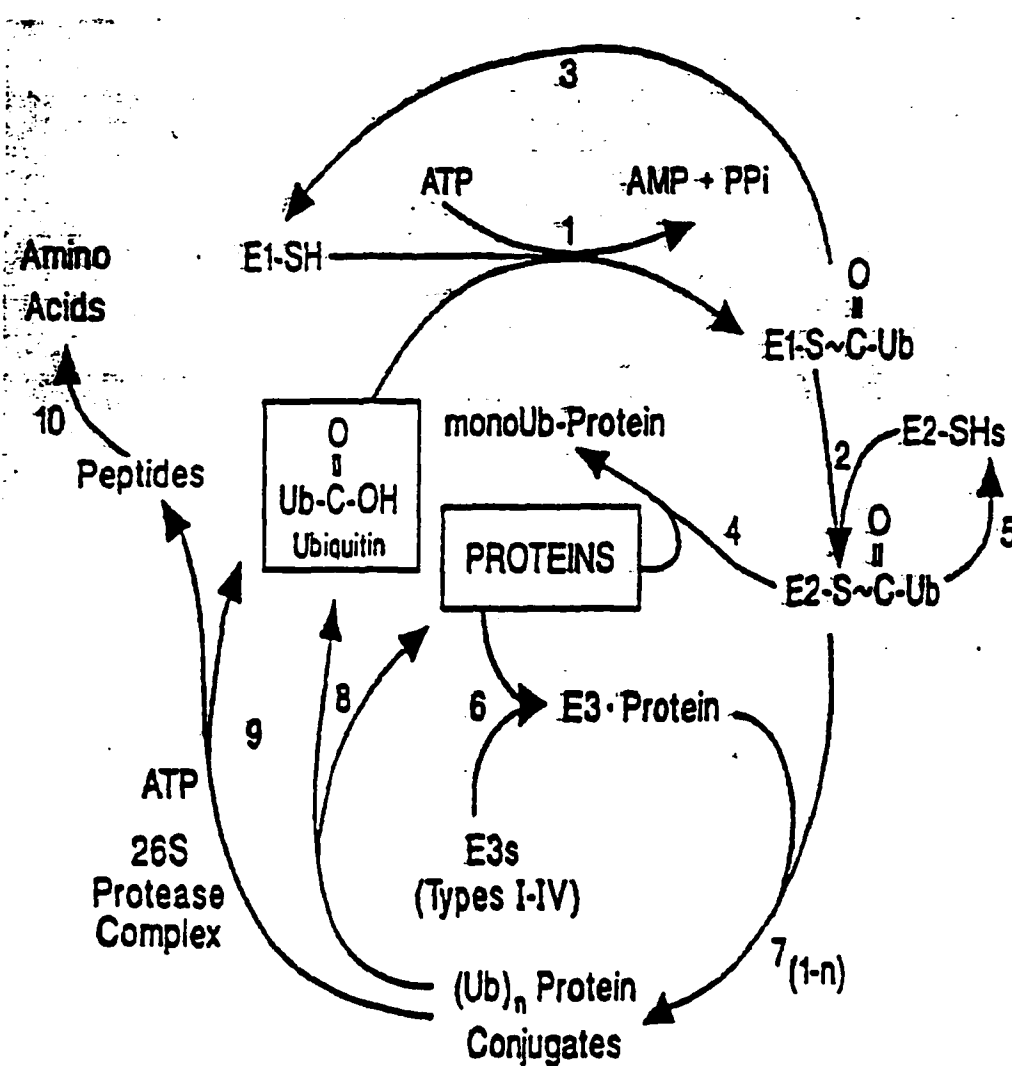 3
ATP
AMP + PPi
1
Amino
Acids
E1-SH
O
=
E1-S~C-Ub
10
Peptides
O
=
Ub-C-OH
Ubiquitin
monoUb-Protein
2
E2-SHs
PROTEINS
4
O
=
E2-S~C-Ub
5
8
6
E3·Protein
9
ATP
26S
Protease
Complex
E3s
(Types I-IV)
7(1-n)
(Ub)n Protein
Conjugates